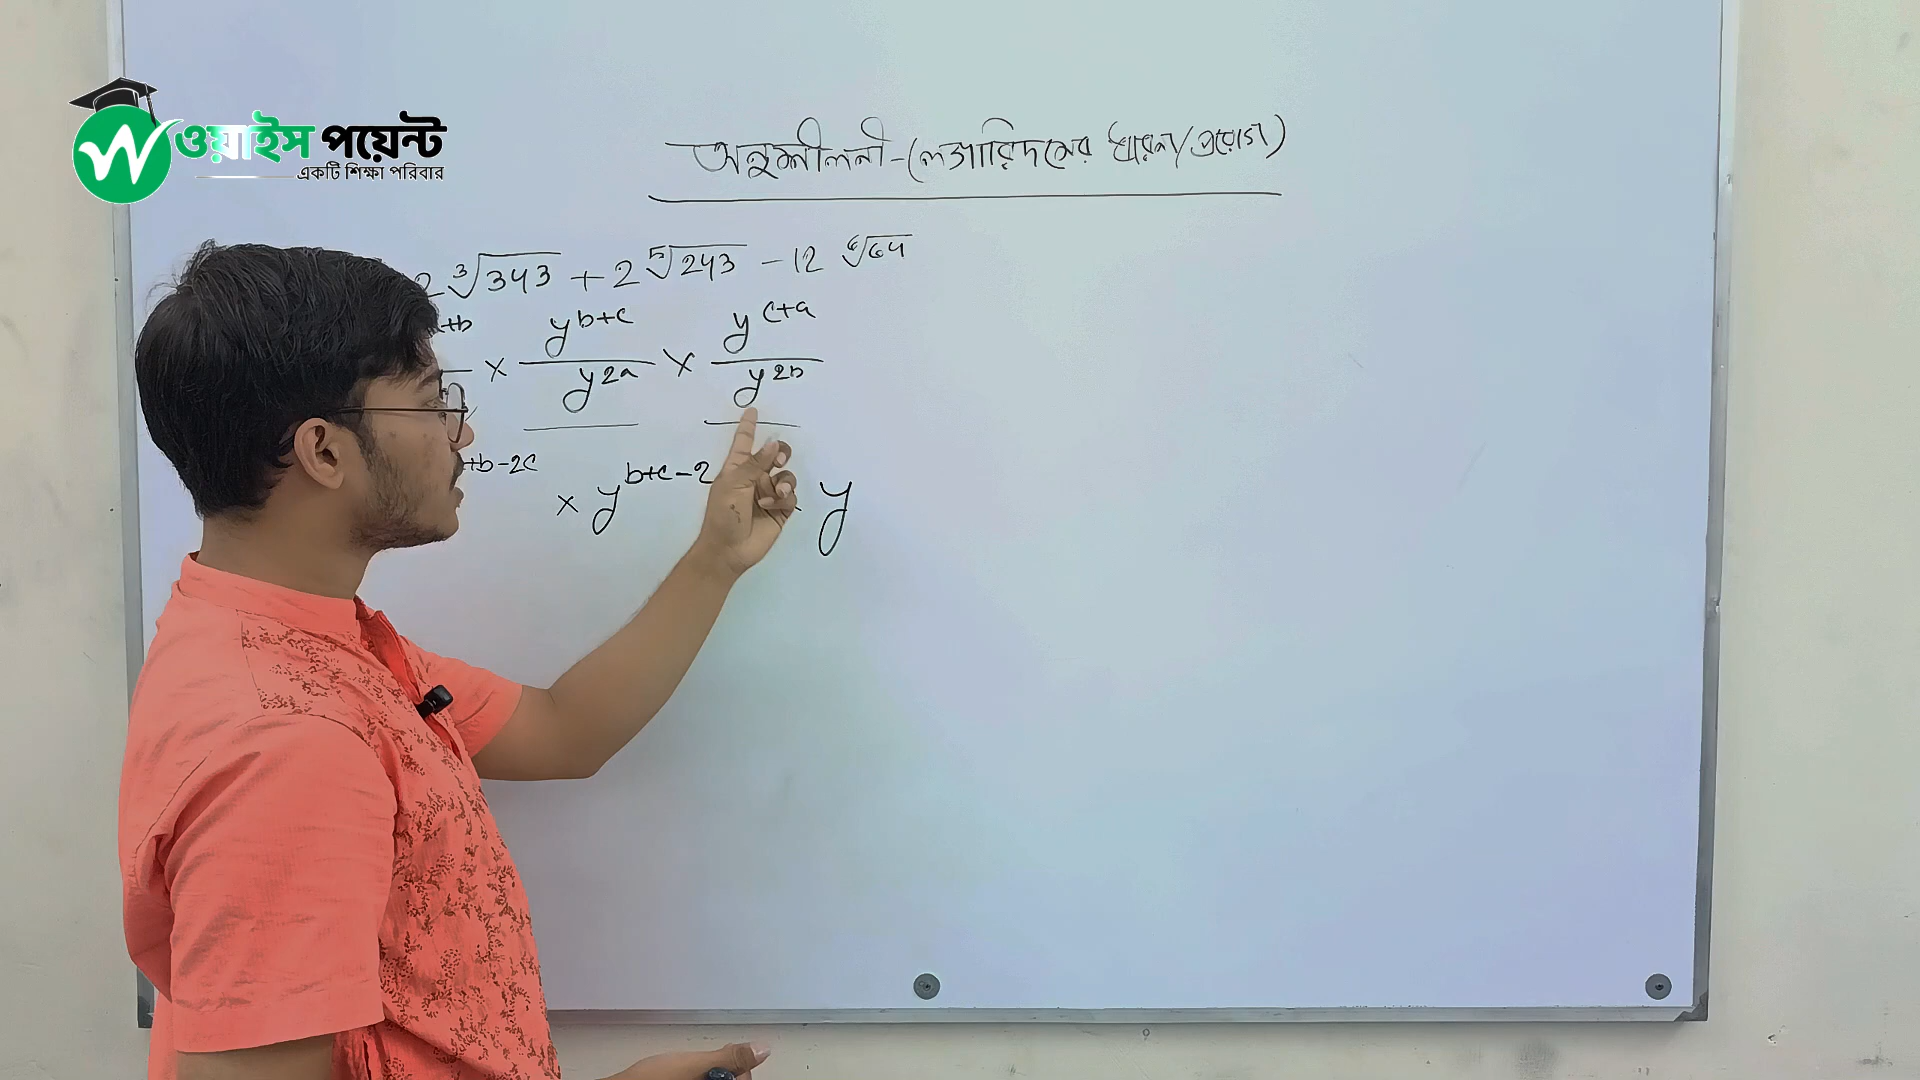 ওয়াইস পয়েন্ট
একটি শিক্ষা পরিবার
অনুশীলনী-(লগারিদমের ধারনা/প্রয়োগ)
2 ∛343 + 2 ⁵√243 - 12 ⁶√64
+b × y^{b+c} / y^{2a} × y^{c+a} / y^{2b}
+b-2c × y^{b+c-2} y